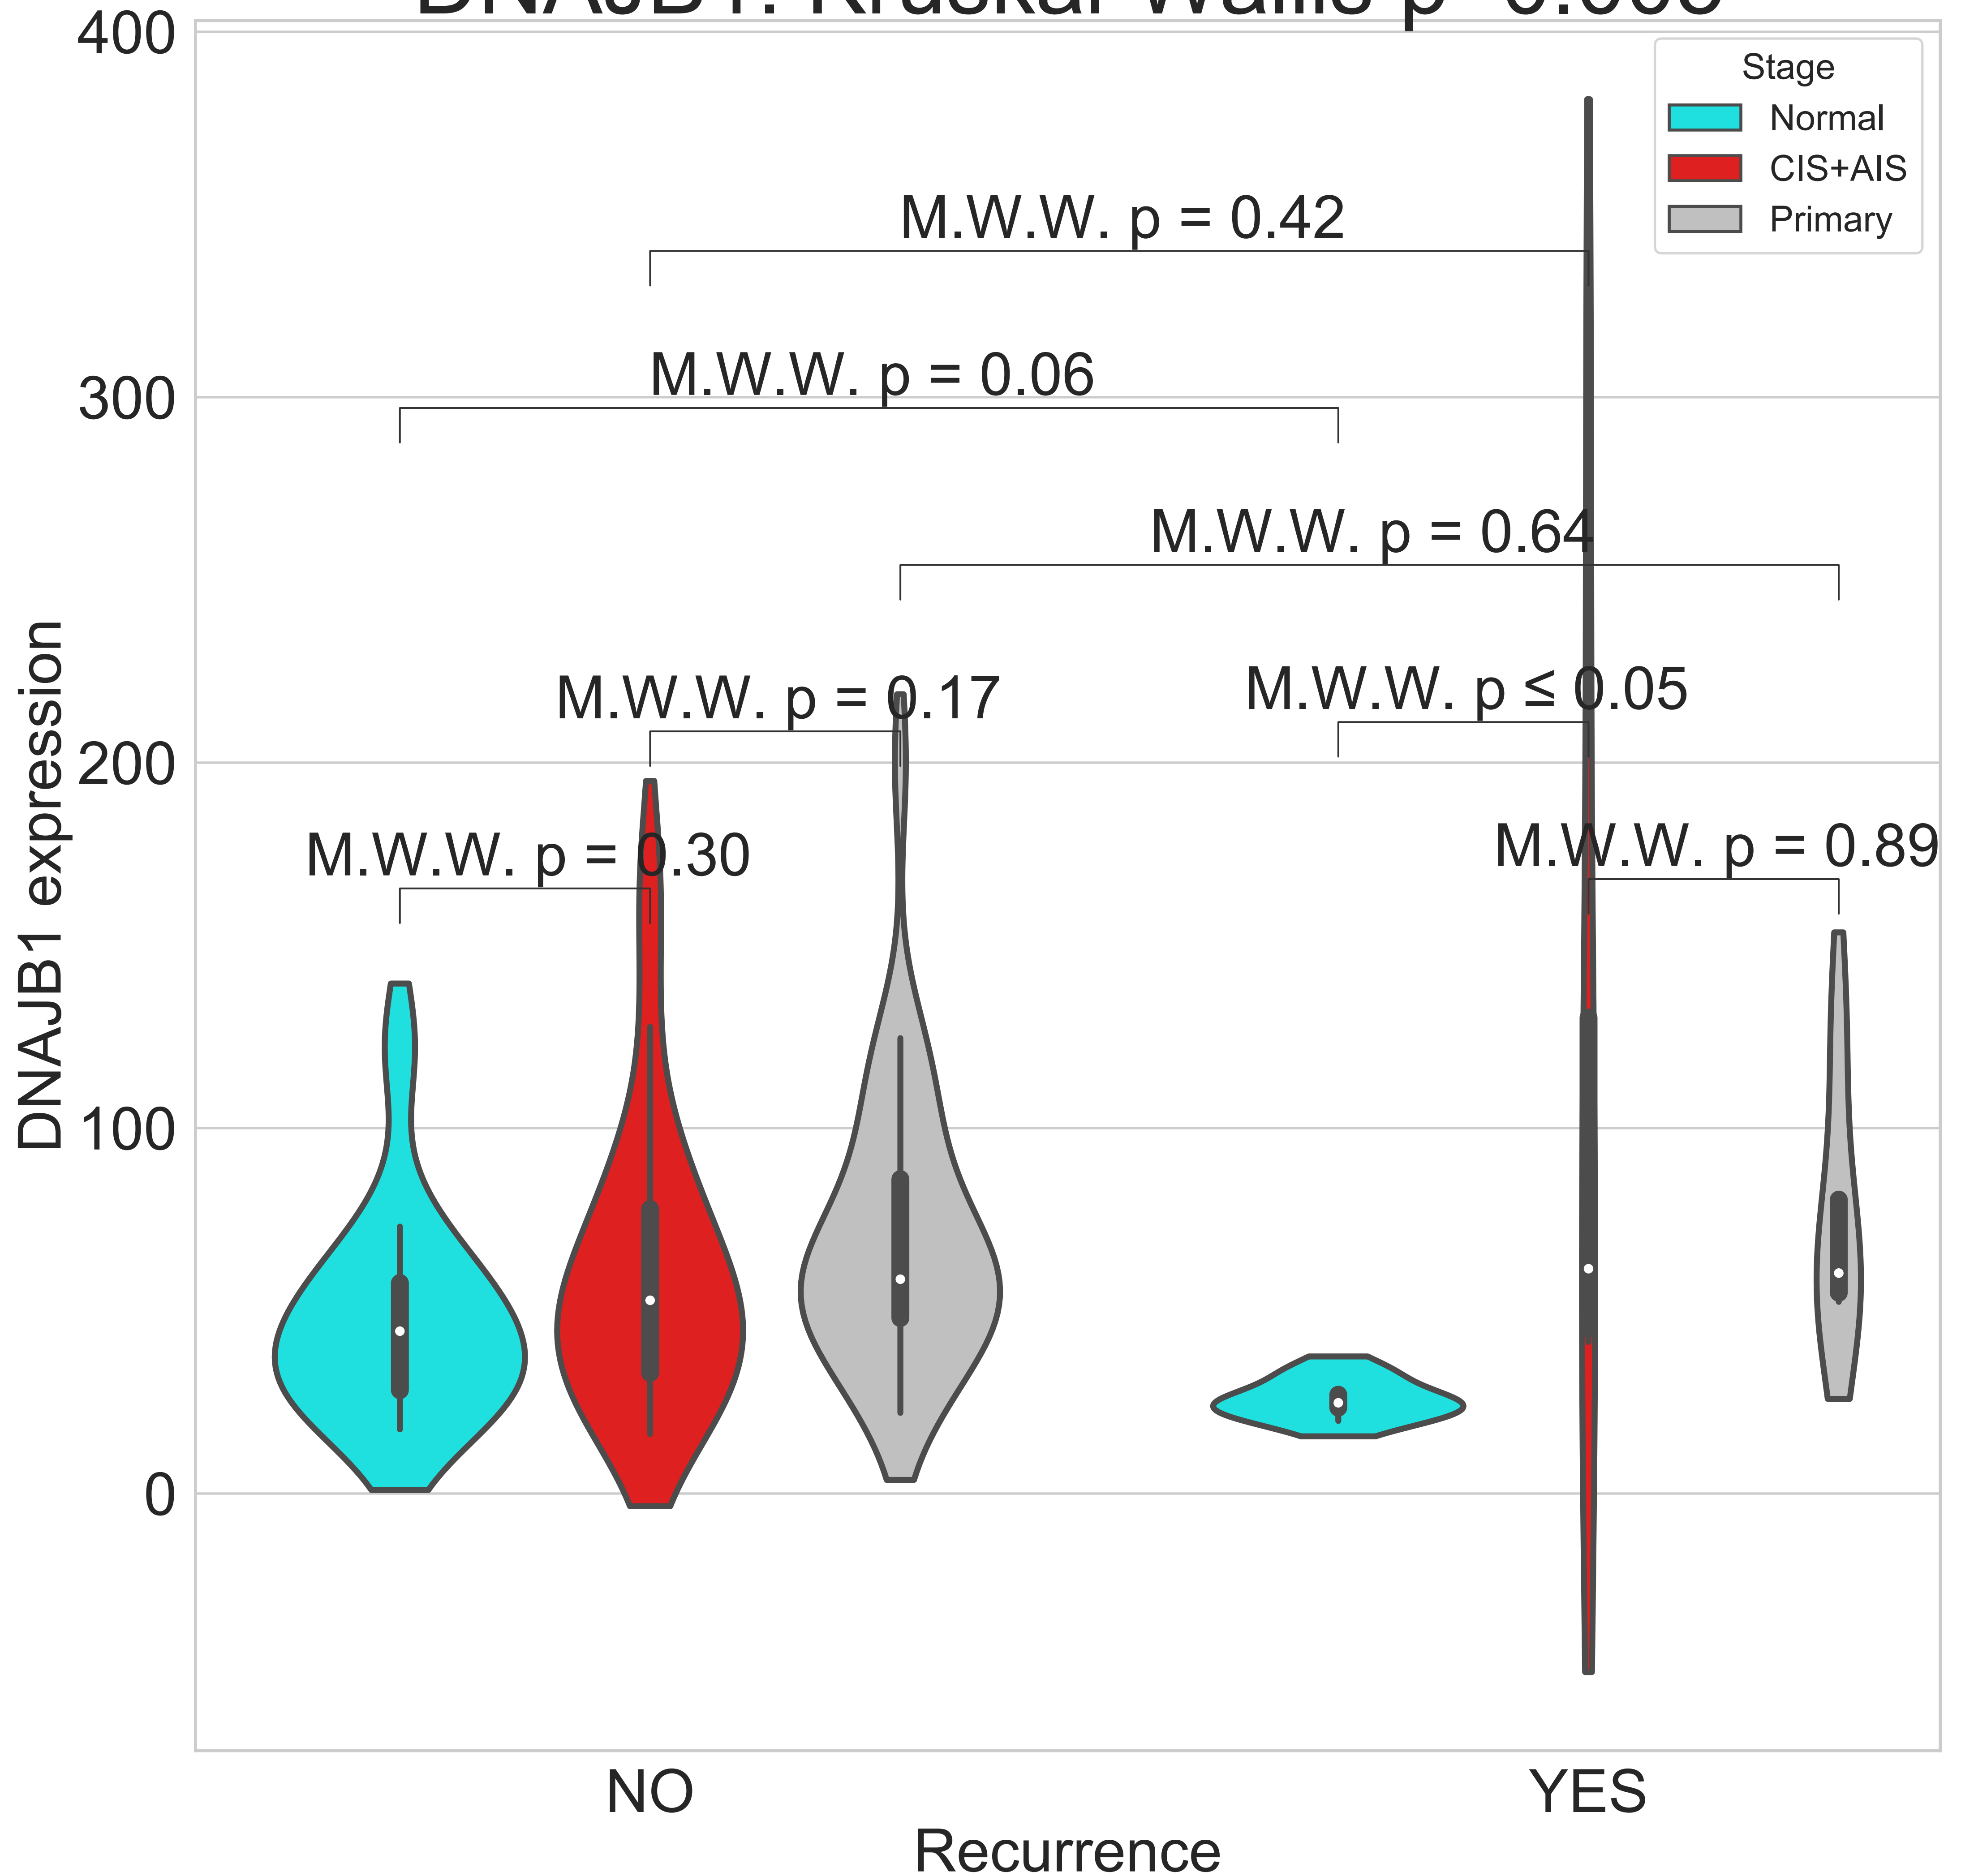 400
Stage
Normal
CIS+AIS
Primary
M.W.W. p = 0.42
M.W.W. p = 0.06
300
M.W.W. p = 0.64
M.W.W. p = 0.17
M.W.W. p ≤ 0.05
200
M.W.W. p = 0.30
M.W.W. p = 0.89
DNAJB1 expression
100
0
NO
YES
Recurrence